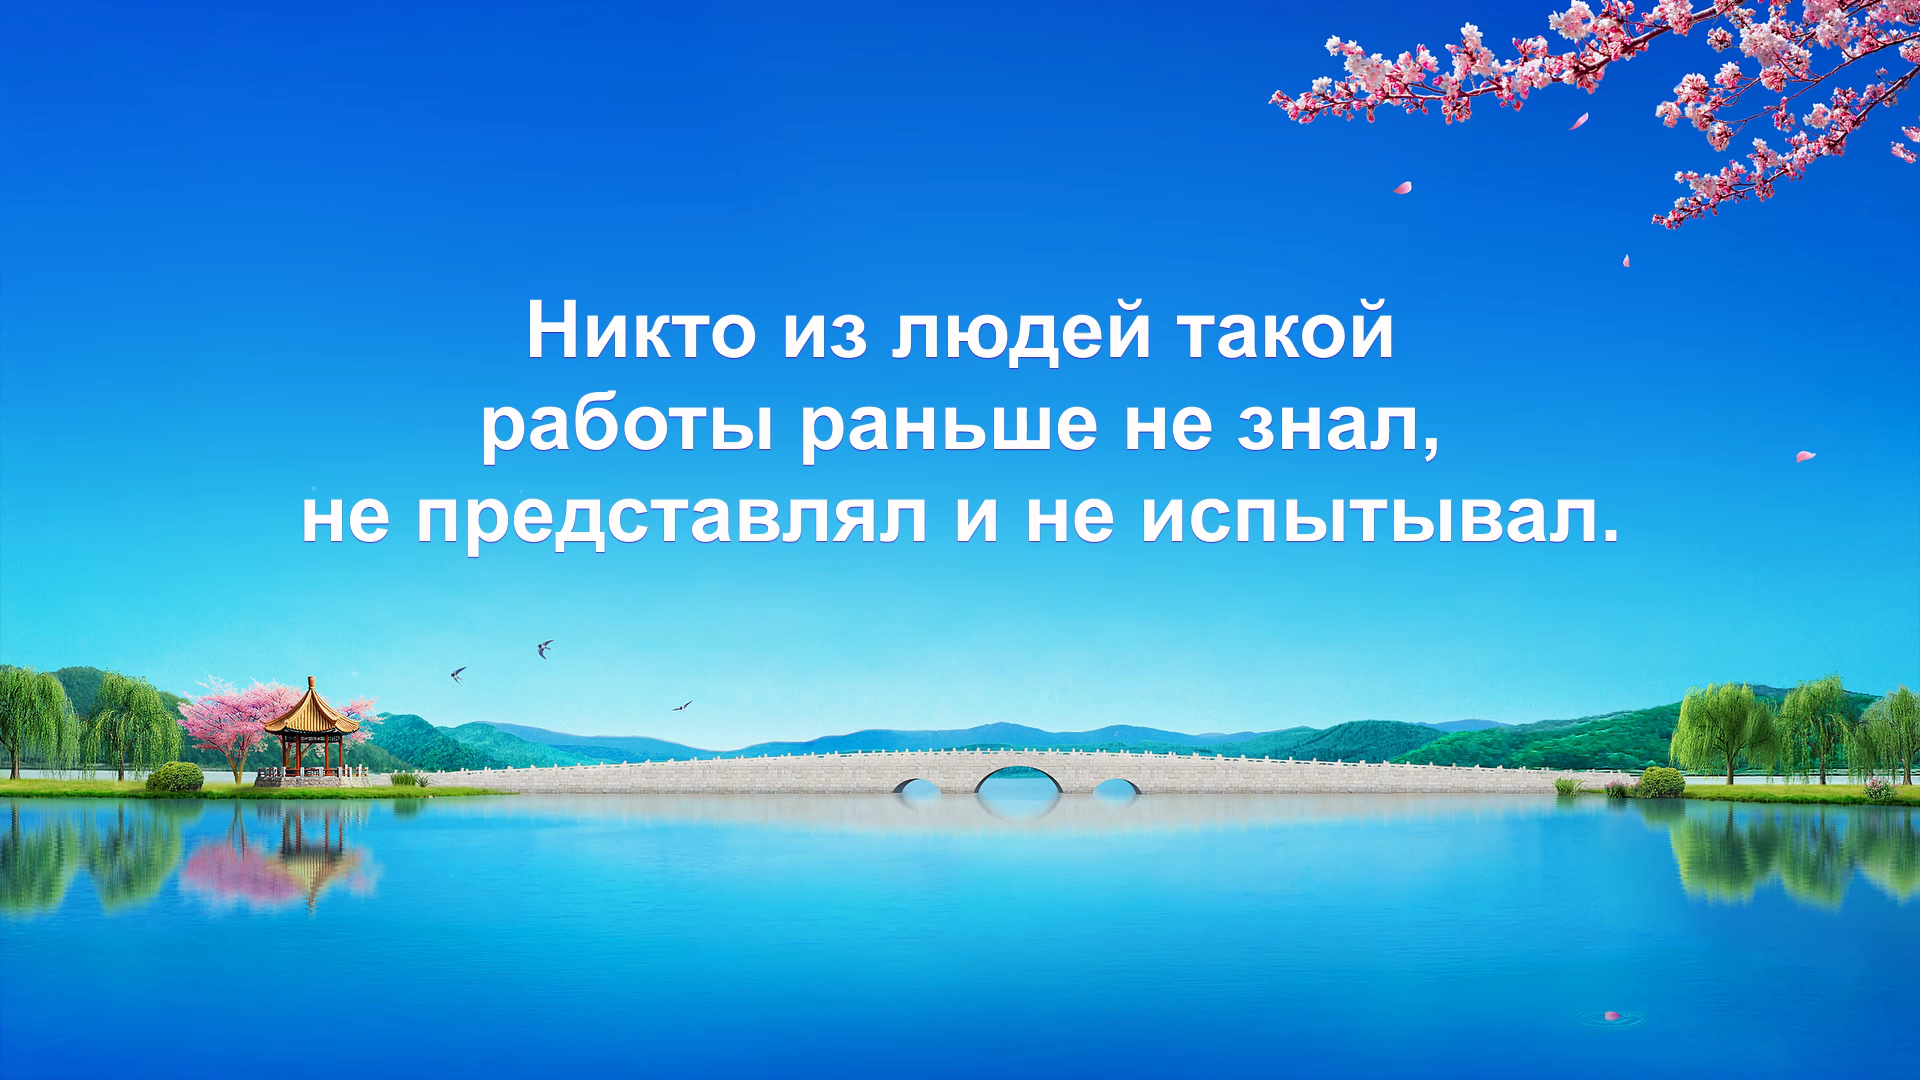 Никто из людей такой
работы раньше не знал,
не представлял и не испытывал.